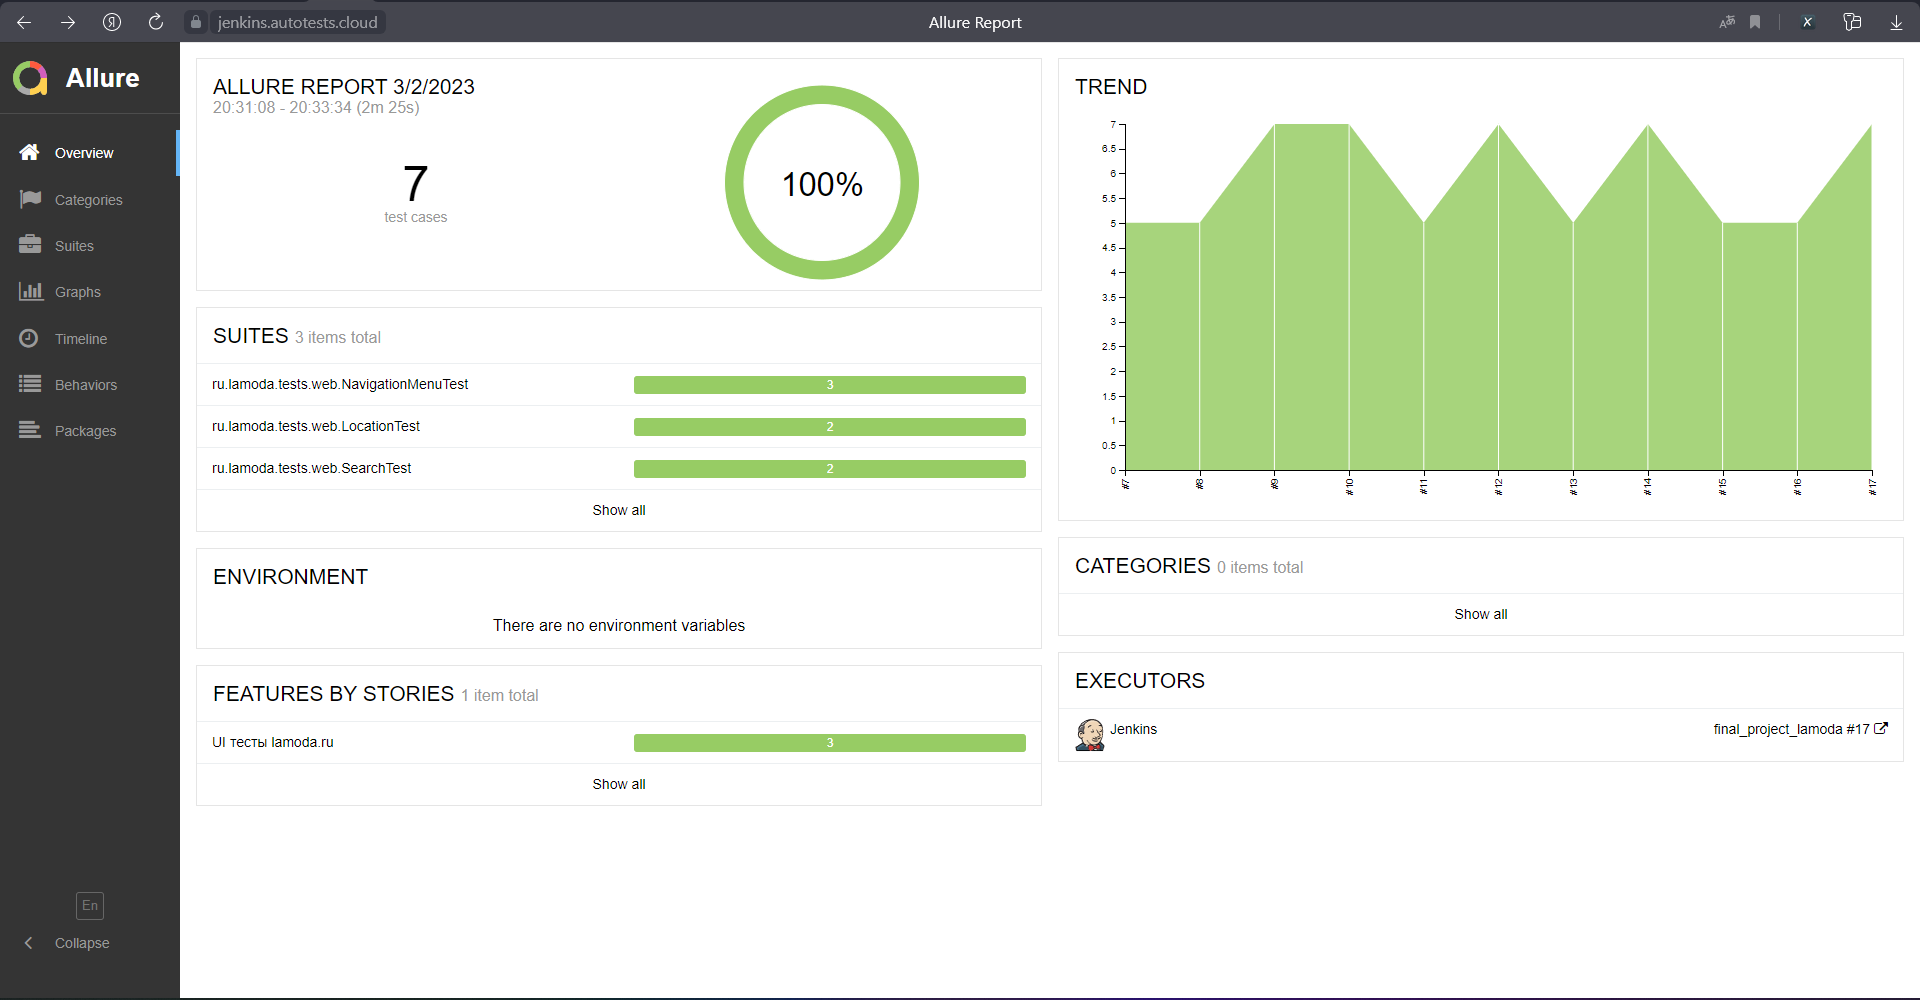 jenkins.autotests.cloud
Allure Report
Allure
Overview
Categories
Suites
Graphs
Timeline
Behaviors
Packages
En
Collapse
ALLURE REPORT 3/2/2023
20:31:08 - 20:33:34 (2m 25s)
7
test cases
100%
SUITES 3 items total
ru.lamoda.tests.web.NavigationMenuTest 3
ru.lamoda.tests.web.LocationTest 2
ru.lamoda.tests.web.SearchTest 2
Show all
ENVIRONMENT
There are no environment variables
FEATURES BY STORIES 1 item total
UI тесты lamoda.ru 3
Show all
TREND
7
6.5
6
5.5
5
4.5
4
3.5
3
2.5
2
1.5
1
0.5
0
#7 #8 #9 #10 #11 #12 #13 #14 #15 #16 #17
CATEGORIES 0 items total
Show all
EXECUTORS
Jenkins final_project_lamoda #17